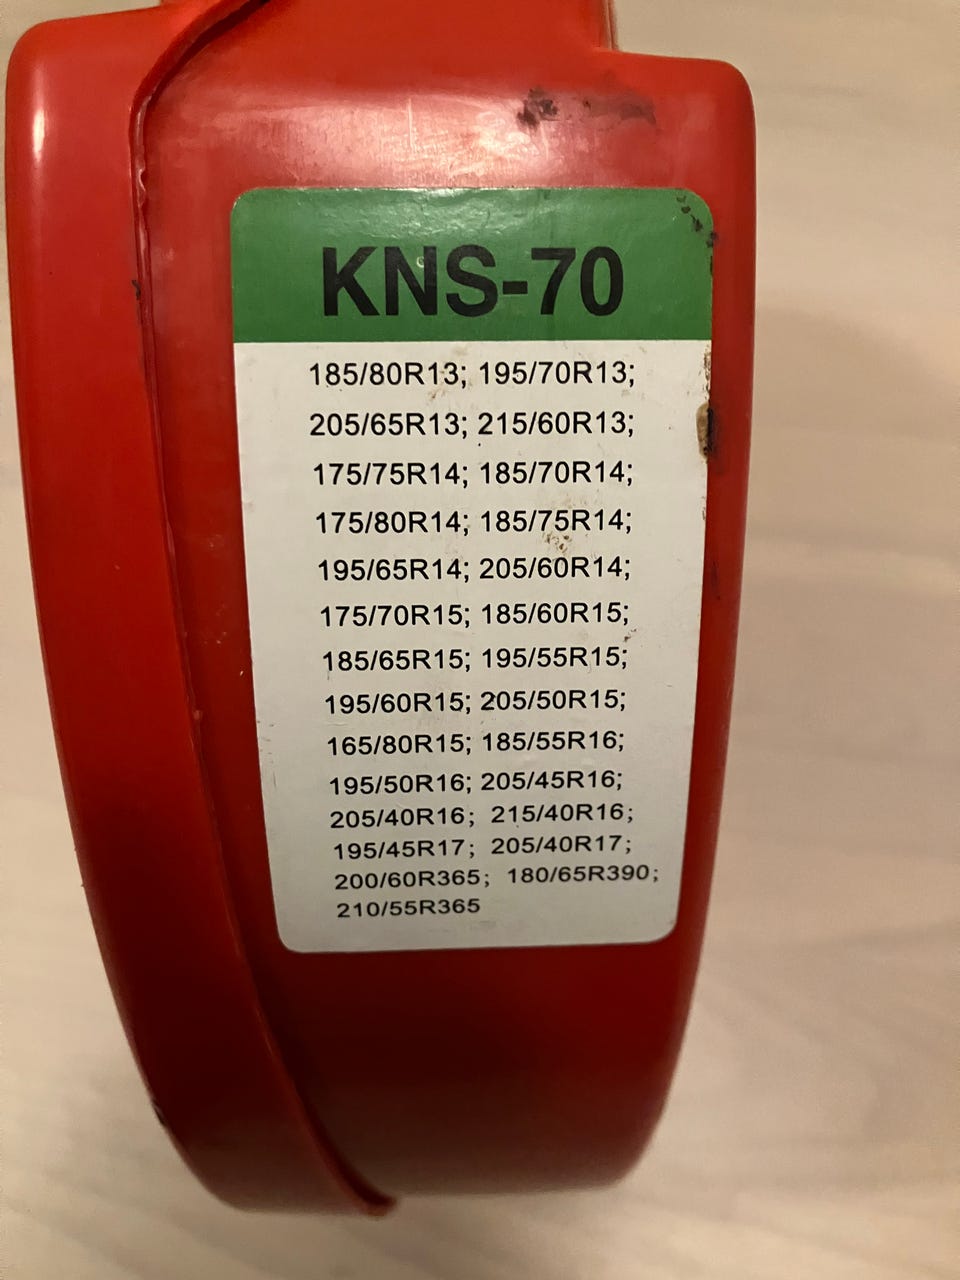 KNS-70
185/80R13; 195/70R13;
205/65R13; 215/60R13;
175/75R14; 185/70R14;
175/80R14; 185/75R14;
195/65R14; 205/60R14;
175/70R15; 185/60R15;
185/65R15; 195/55R15;
195/60R15; 205/50R15;
165/80R15; 185/55R16;
195/50R16; 205/45R16;
205/40R16; 215/40R16;
195/45R17; 205/40R17;
200/60R365; 180/65R390;
210/55R365